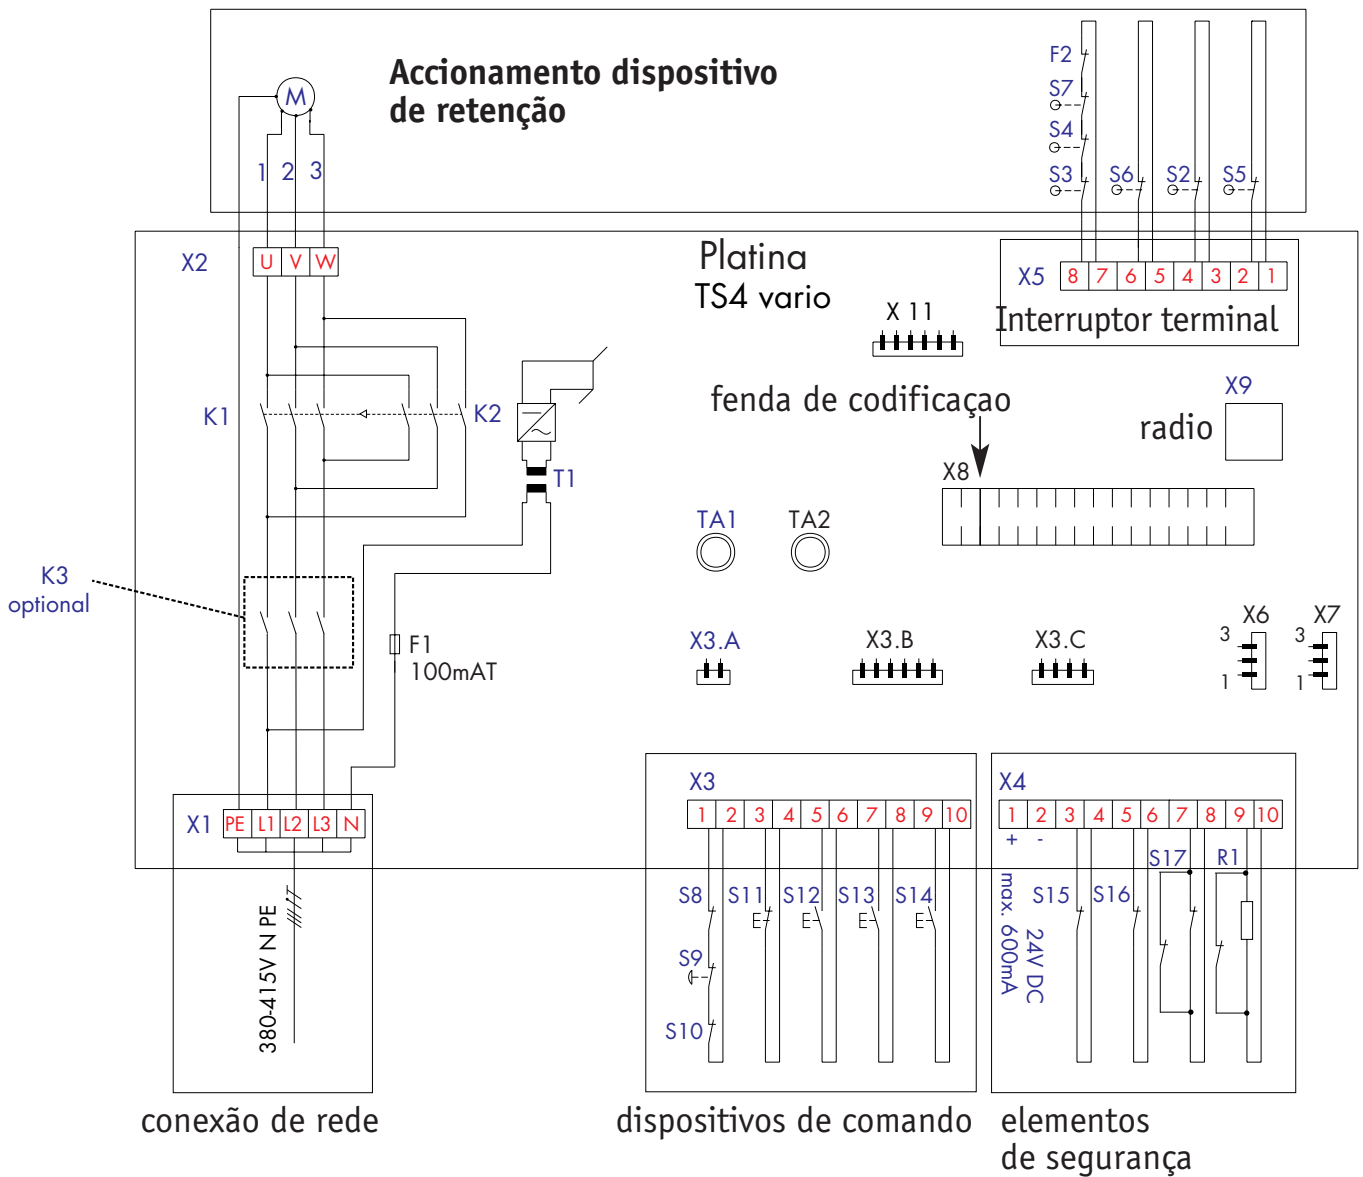 Accionamento dispositivo
de retenção
M
1 2 3
F2
S7
S4
S3 S6 S2 S5
X2
U V W
Platina
TS4 vario
X5
8 7 6 5 4 3 2 1
Interruptor terminal
X 11
K1
K2
T1
fenda de codificaçao
X8
X9
radio
TA1
TA2
K3
optional
F1
100mAT
X3.A
X3.B
X3.C
X6
3
1
X7
3
1
X1
PE L1 L2 L3 N
380-415V N PE
conexão de rede
X3
1 2 3 4 5 6 7 8 9 10
S8 S11 S12 S13 S14
E E E E
S9
S10
dispositivos de comando
X4
1 2 3 4 5 6 7 8 9 10
+ -
24V DC
max. 600mA
S15 S16 S17 R1
elementos
de segurança